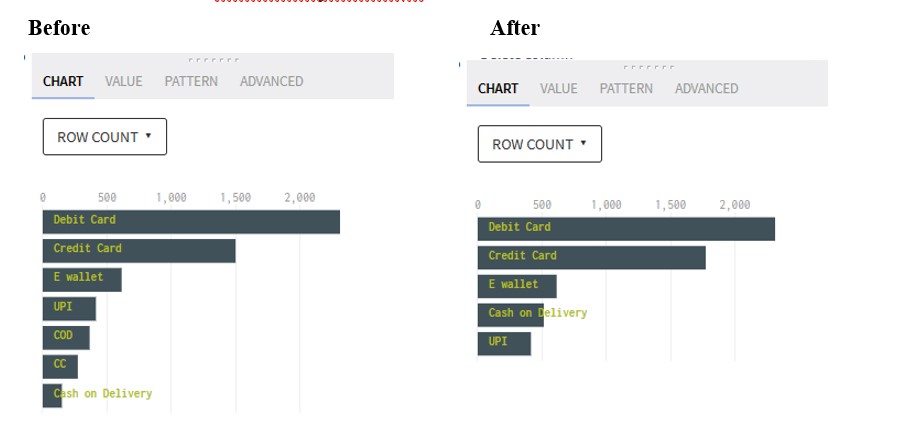 Before
After
CHART VALUE PATTERN ADVANCED
ROW COUNT
0 500 1,000 1,500 2,000
Debit Card
Credit Card
E wallet
UPI
COD
CC
Cash on Delivery
CHART VALUE PATTERN ADVANCED
ROW COUNT
0 500 1,000 1,500 2,000
Debit Card
Credit Card
E wallet
Cash on Delivery
UPI